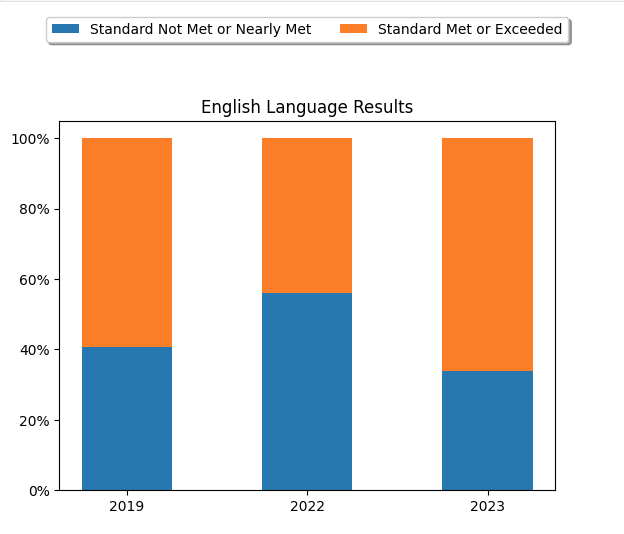 Standard Not Met or Nearly Met Standard Met or Exceeded
English Language Results
100%
80%
60%
40%
20%
0%
2019 2022 2023